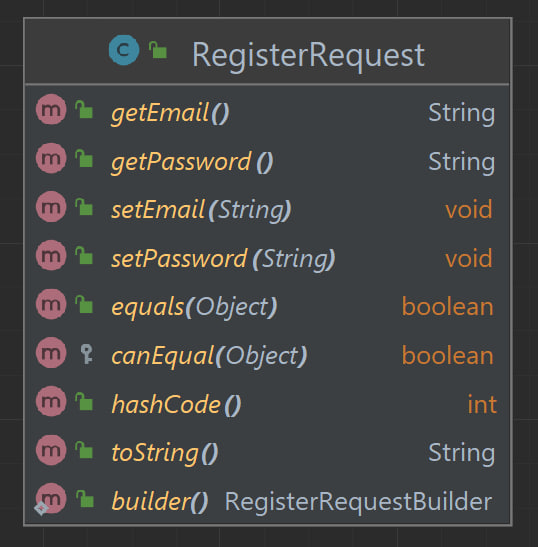 C RegisterRequest
m getEmail() String
m getPassword() String
m setEmail(String) void
m setPassword(String) void
m equals(Object) boolean
m canEqual(Object) boolean
m hashCode() int
m toString() String
m builder() RegisterRequestBuilder